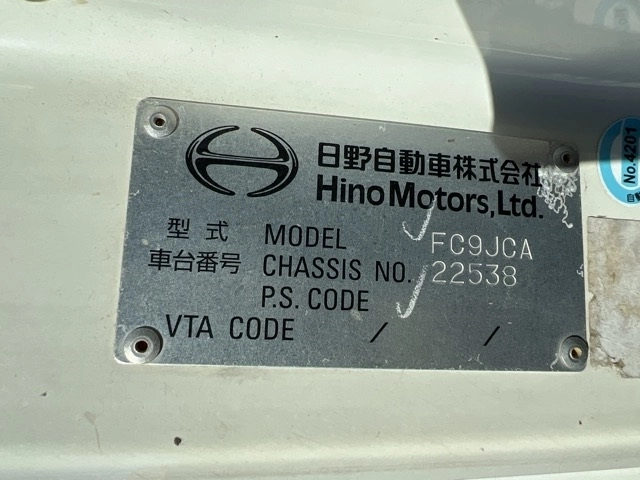 日野自動車株式会社
Hino Motors, Ltd.
型式 MODEL FC9JCA
車台番号 CHASSIS NO. 22538
P.S. CODE
VTA CODE / /
No.4201